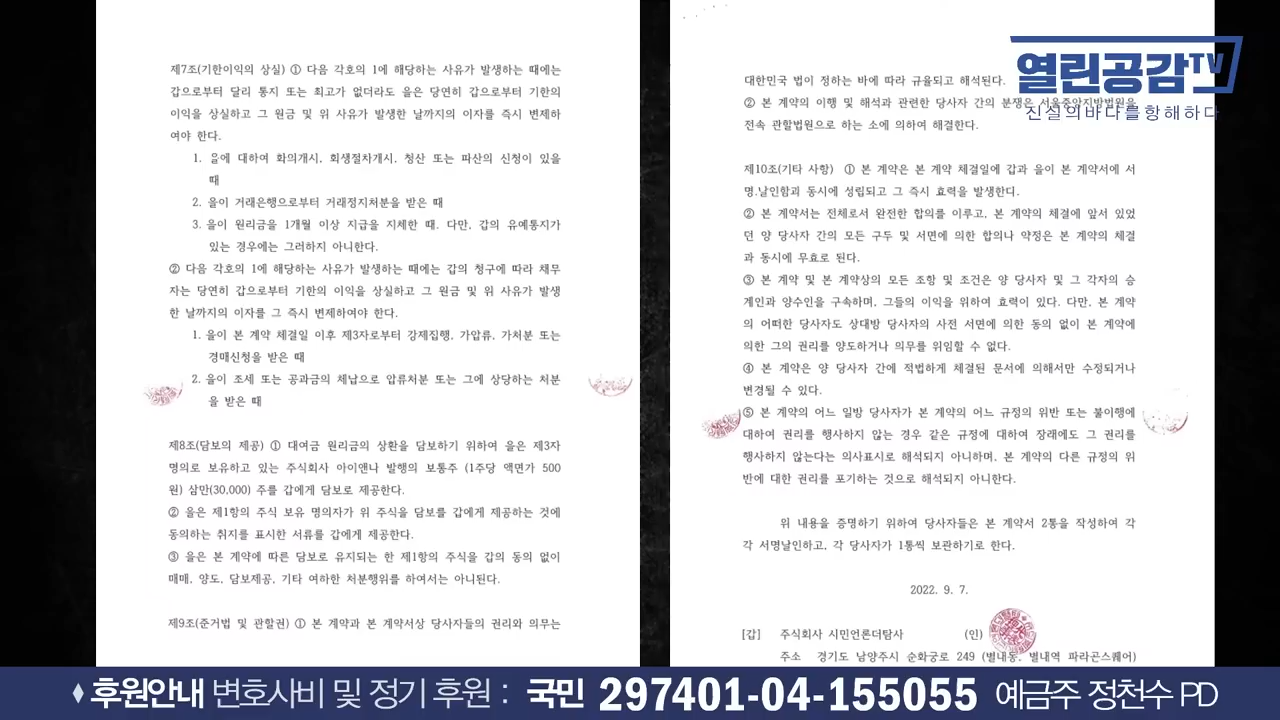 제7조(기한이익의 상실) ① 다음 각호의 1에 해당하는 사유가 발생하는 때에는
갑으로부터 달리 통지 또는 최고가 없더라도 을은 당연히 갑으로부터 기한의
이익을 상실하고 그 원금 및 위 사유가 발생한 날까지의 이자를 즉시 변제하
여야 한다.
1. 을에 대하여 화의개시, 회생절차개시, 청산 또는 파산의 신청이 있을
때
2. 을이 거래은행으로부터 거래정지처분을 받은 때
3. 을이 원리금을 1개월 이상 지급을 지체한 때. 다만, 갑의 유예통지가
있는 경우에는 그러하지 아니한다.
② 다음 각호의 1에 해당하는 사유가 발생하는 때에는 갑의 청구에 따라 채무
자는 당연히 갑으로부터 기한의 이익을 상실하고 그 원금 및 위 사유가 발생
한 날까지의 이자를 그 즉시 변제하여야 한다.
1. 을이 본 계약 체결일 이후 제3자로부터 강제집행, 가압류, 가처분 또는
경매신청을 받은 때
2. 을이 조세 또는 공과금의 체납으로 압류처분 또는 그에 상당하는 처분
을 받은 때
제8조(담보의 제공) ① 대여금 원리금의 상환을 담보하기 위하여 을은 제3자
명의로 보유하고 있는 주식회사 아이앤나 발행의 보통주 (1주당 액면가 500
원) 삼만(30,000) 주를 갑에게 담보로 제공한다.
② 을은 제1항의 주식 보유 명의자가 위 주식을 담보를 갑에게 제공하는 것에
동의하는 취지를 표시한 서류를 갑에게 제공한다.
③ 을은 본 계약에 따른 담보로 유지되는 한 제1항의 주식을 갑의 동의 없이
매매, 양도, 담보제공, 기타 여하한 처분행위를 하여서는 아니된다.
제9조(준거법 및 관할권) ① 본 계약과 본 계약서상 당사자들의 권리와 의무는
대한민국 법이 정하는 바에 따라 규율되고 해석된다.
② 본 계약의 이행 및 해석과 관련한 당사자 간의 분쟁은 서울중앙지방법원을
전속 관할법원으로 하는 소에 의하여 해결한다.
제10조(기타 사항) ① 본 계약은 본 계약 체결일에 갑과 을이 본 계약서에 서
명,날인함과 동시에 성립되고 그 즉시 효력을 발생한다.
② 본 계약서는 전체로서 완전한 합의를 이루고, 본 계약의 체결에 앞서 있었
던 양 당사자 간의 모든 구두 및 서면에 의한 합의나 약정은 본 계약의 체결
과 동시에 무효로 된다.
③ 본 계약 및 본 계약상의 모든 조항 및 조건은 양 당사자 및 그 각자의 승
계인과 양수인을 구속하며, 그들의 이익을 위하여 효력이 있다. 다만, 본 계약
의 어떠한 당사자도 상대방 당사자의 사전 서면에 의한 동의 없이 본 계약에
의한 그의 권리를 양도하거나 의무를 위임할 수 없다.
④ 본 계약은 양 당사자 간에 적법하게 체결된 문서에 의해서만 수정되거나
변경될 수 있다.
⑤ 본 계약의 어느 일방 당사자가 본 계약의 어느 규정의 위반 또는 불이행에
대하여 권리를 행사하지 않는 경우 같은 규정에 대하여 장래에도 그 권리를
행사하지 않는다는 의사표시로 해석되지 아니하며, 본 계약의 다른 규정의 위
반에 대한 권리를 포기하는 것으로 해석되지 아니한다.
위 내용을 증명하기 위하여 당사자들은 본 계약서 2통을 작성하여 각
각 서명날인하고, 각 당사자가 1통씩 보관하기로 한다.
2022. 9. 7.
[갑] 주식회사 시민언론더탐사 (인)
주소 경기도 남양주시 순화궁로 249 (별내동, 별내역 파라곤스퀘어)
열린공감TV
진실의바다를항해하다
♦ 후원안내 변호사비 및 정기 후원 : 국민 297401-04-155055 예금주 정천수 PD